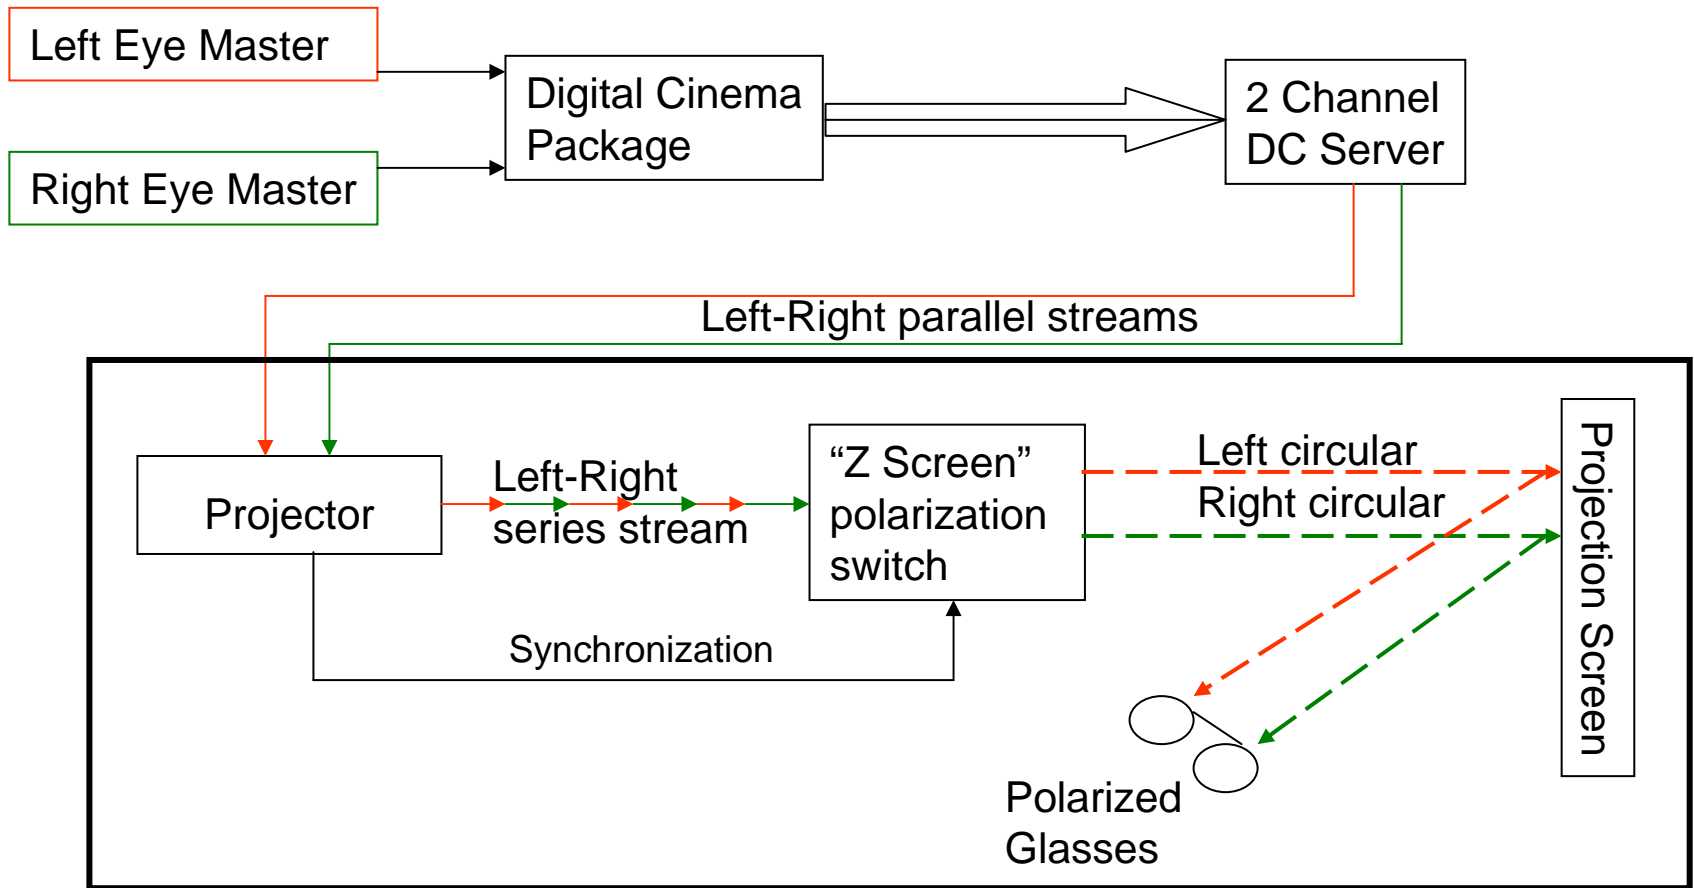 Left Eye Master
Right Eye Master
Digital Cinema
Package
2 Channel
DC Server
Left-Right parallel streams
Projector
Left-Right
series stream
“Z Screen”
polarization
switch
Left circular
Right circular
Projection Screen
Synchronization
Polarized
Glasses